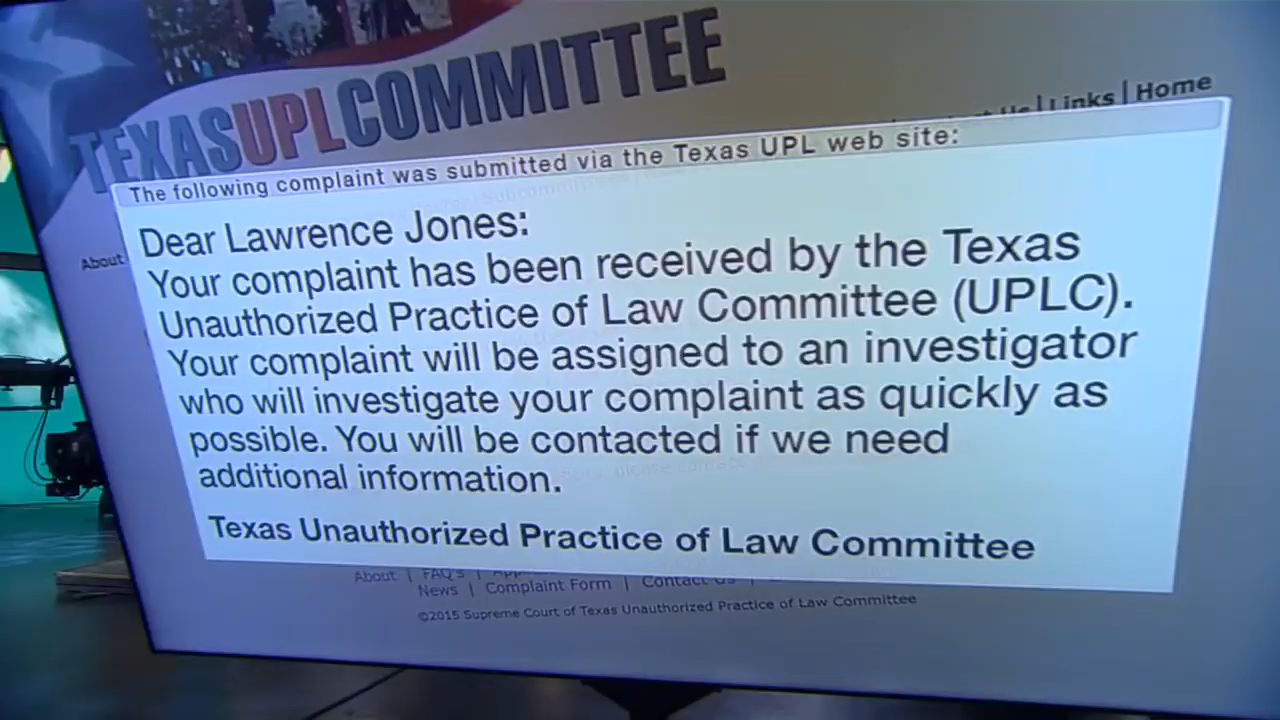 TEXAS UPL COMMITTEE
Links | Home
The following complaint was submitted via the Texas UPL web site:
About
Dear Lawrence Jones:
Your complaint has been received by the Texas
Unauthorized Practice of Law Committee (UPLC).
Your complaint will be assigned to an investigator
who will investigate your complaint as quickly as
possible. You will be contacted if we need
additional information.
Texas Unauthorized Practice of Law Committee
About | FAQ's |
News | Complaint Form | Contact Us |
©2015 Supreme Court of Texas Unauthorized Practice of Law Committee